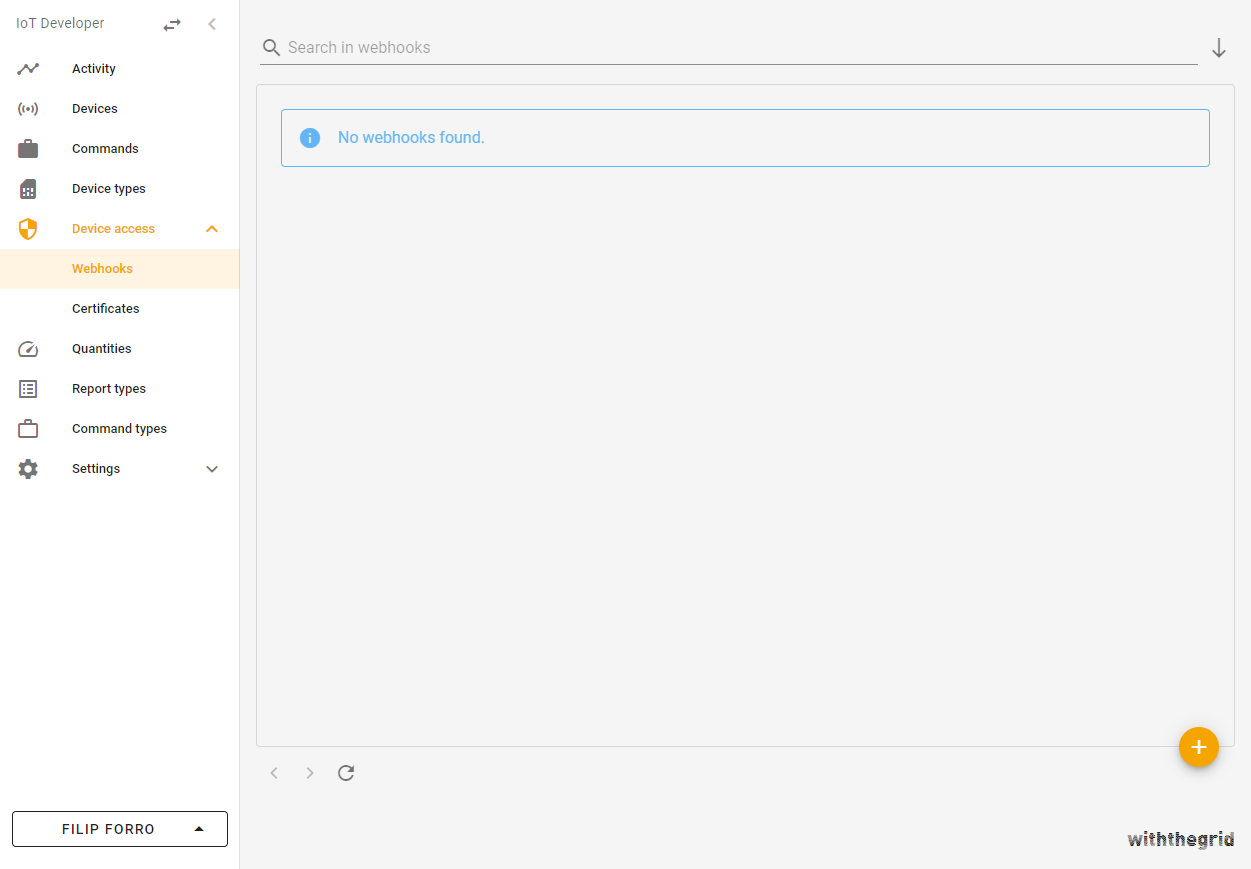 IoT Developer
Activity
Devices
Commands
Device types
Device access
Webhooks
Certificates
Quantities
Report types
Command types
Settings
FILIP FORRO
Search in webhooks
No webhooks found.
withthegrid